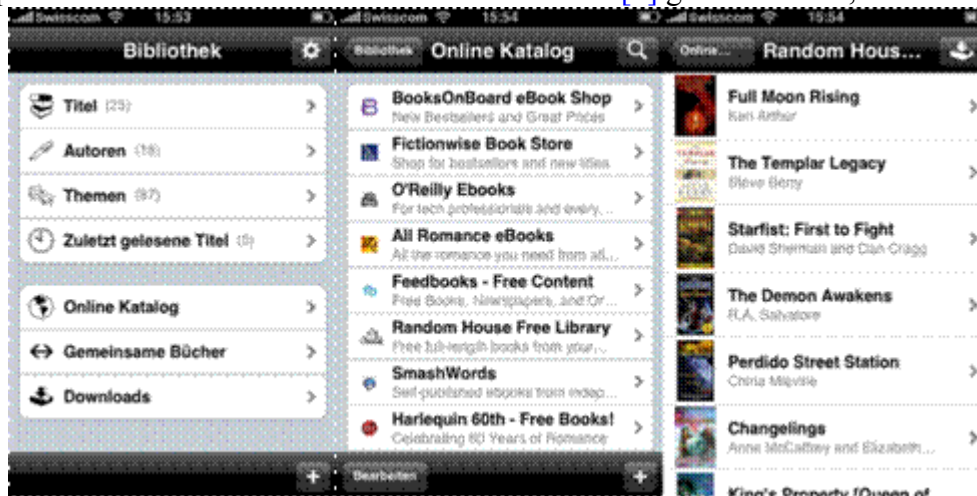 Swisscom 15:53
Bibliothek
Titel (25)
Autoren (18)
Themen (87)
Zuletzt gelesene Titel (5)
Online Katalog
Gemeinsame Bücher
Downloads
+
Swisscom 15:54
Bibliothek Online Katalog
BooksOnBoard eBook Shop
New Bestsellers and Great Prices
Fictionwise Book Store
Shop for bestsellers and new titles
O'Reilly Ebooks
For tech professionals and every...
All Romance eBooks
All the romance you need from all...
Feedbooks - Free Content
Free Books, Newspapers, and Or...
Random House Free Library
Free full-length books from your...
SmashWords
Self-published ebooks from indep...
Harlequin 60th - Free Books!
Celebrating 60 Years of Romance
Bearbeiten +
Swisscom 15:54
Online... Random Hous...
Full Moon Rising
Keri Arthur
The Templar Legacy
Steve Berry
Starfist: First to Fight
David Sherman and Dan Cragg
The Demon Awakens
R.A. Salvatore
Perdido Street Station
China Mieville
Changelings
Anne McCaffrey and Elizabeth...
King's Property [Queen of